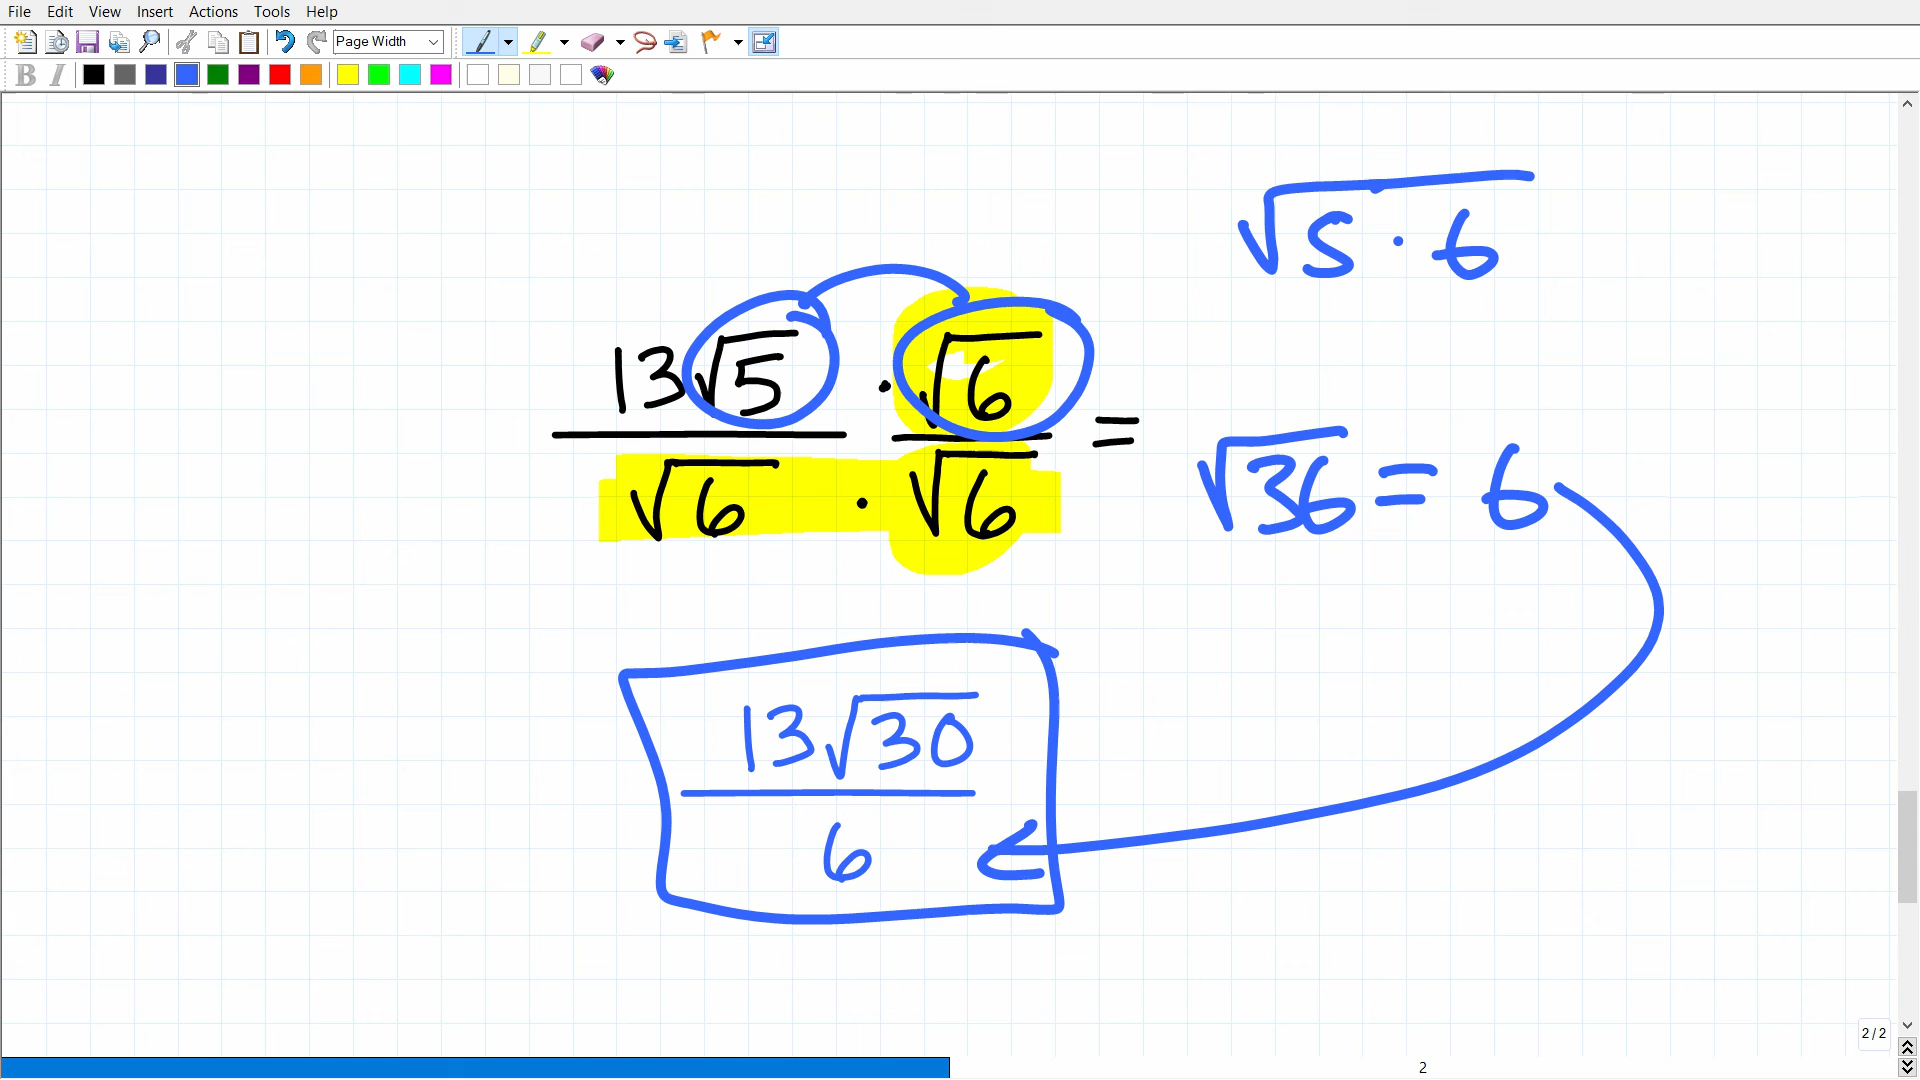 File Edit View Insert Actions Tools Help
Page Width
B I
√5·6
13√5 · √6 =
√6 · √6
√36 = 6
13√30
6
2 / 2
2